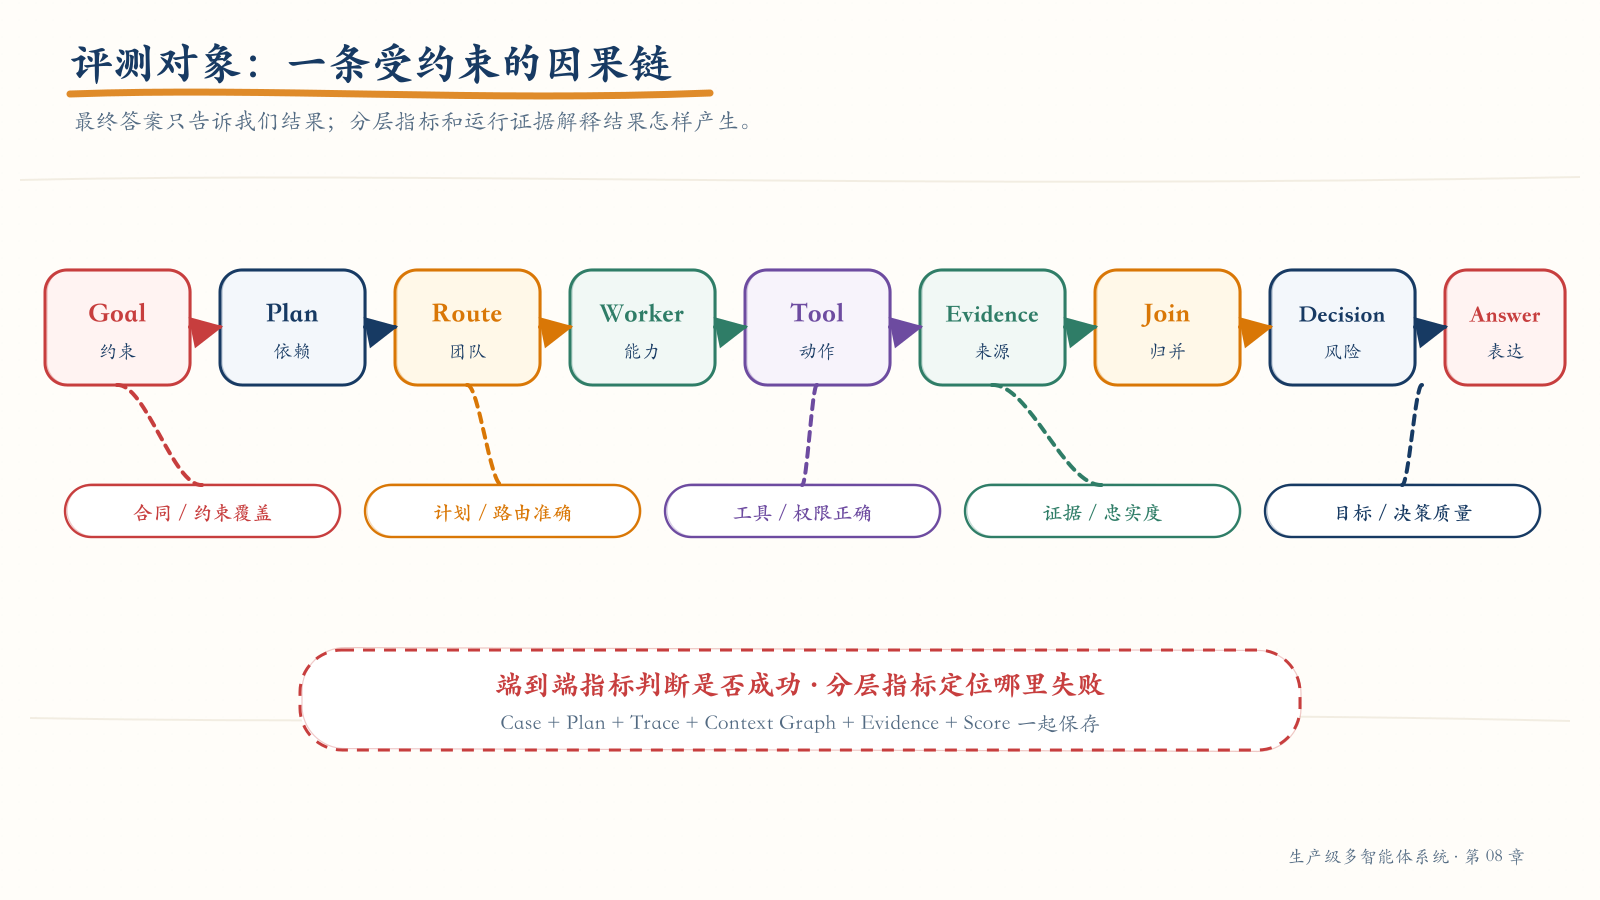 评测对象：一条受约束的因果链
最终答案只告诉我们结果；分层指标和运行证据解释结果怎样产生。
Goal
约束
Plan
依赖
Route
团队
Worker
能力
Tool
动作
Evidence
来源
Join
归并
Decision
风险
Answer
表达
合同 / 约束覆盖
计划 / 路由准确
工具 / 权限正确
证据 / 忠实度
目标 / 决策质量
端到端指标判断是否成功 · 分层指标定位哪里失败
Case + Plan + Trace + Context Graph + Evidence + Score 一起保存
生产级多智能体系统 · 第 08 章